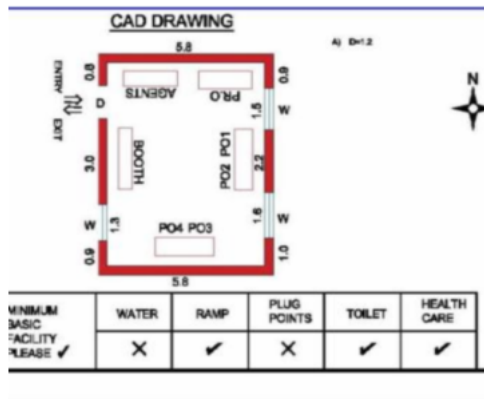 CAD DRAWING
5.8
A) D=1.2
ENTRY
EXIT
0.8
D
AGENTS
PR.O
0.9
N
1.5
W
3.0
BOOTH
PO2 PO1
2.2
W
1.3
PO4 PO3
1.6
W
0.9
1.0
5.8
MINIMUM
BASIC
FACILITY
PLEASE ✓
WATER
RAMP
PLUG
POINTS
TOILET
HEALTH
CARE
✕
✓
✕
✓
✓